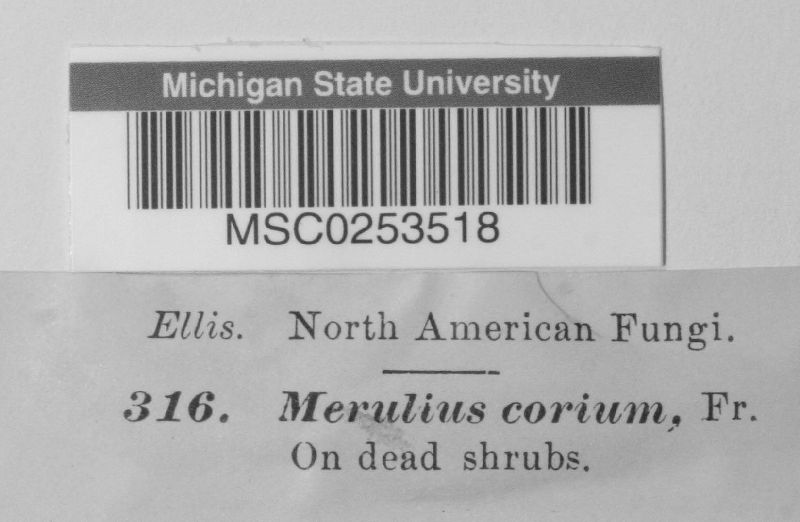 Michigan State University
MSC0253518
Ellis. North American Fungi.
316. Merulius corium, Fr.
On dead shrubs.